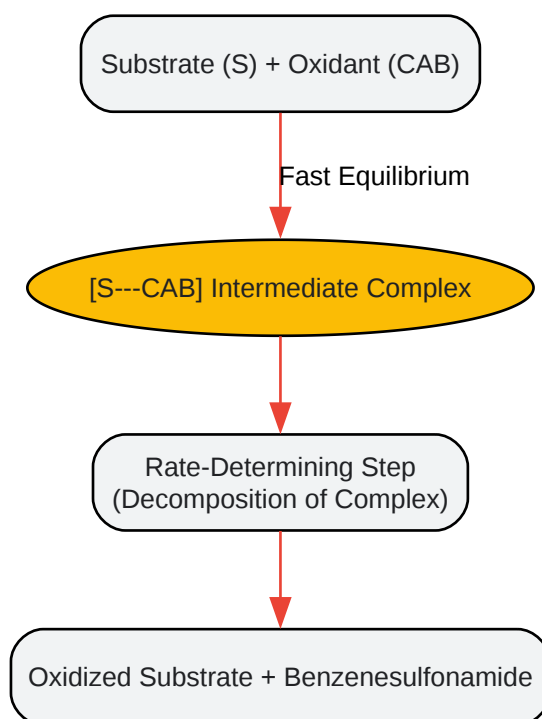 Substrate (S) + Oxidant (CAB)
Fast Equilibrium
[S---CAB] Intermediate Complex
Rate-Determining Step
(Decomposition of Complex)
Oxidized Substrate + Benzenesulfonamide